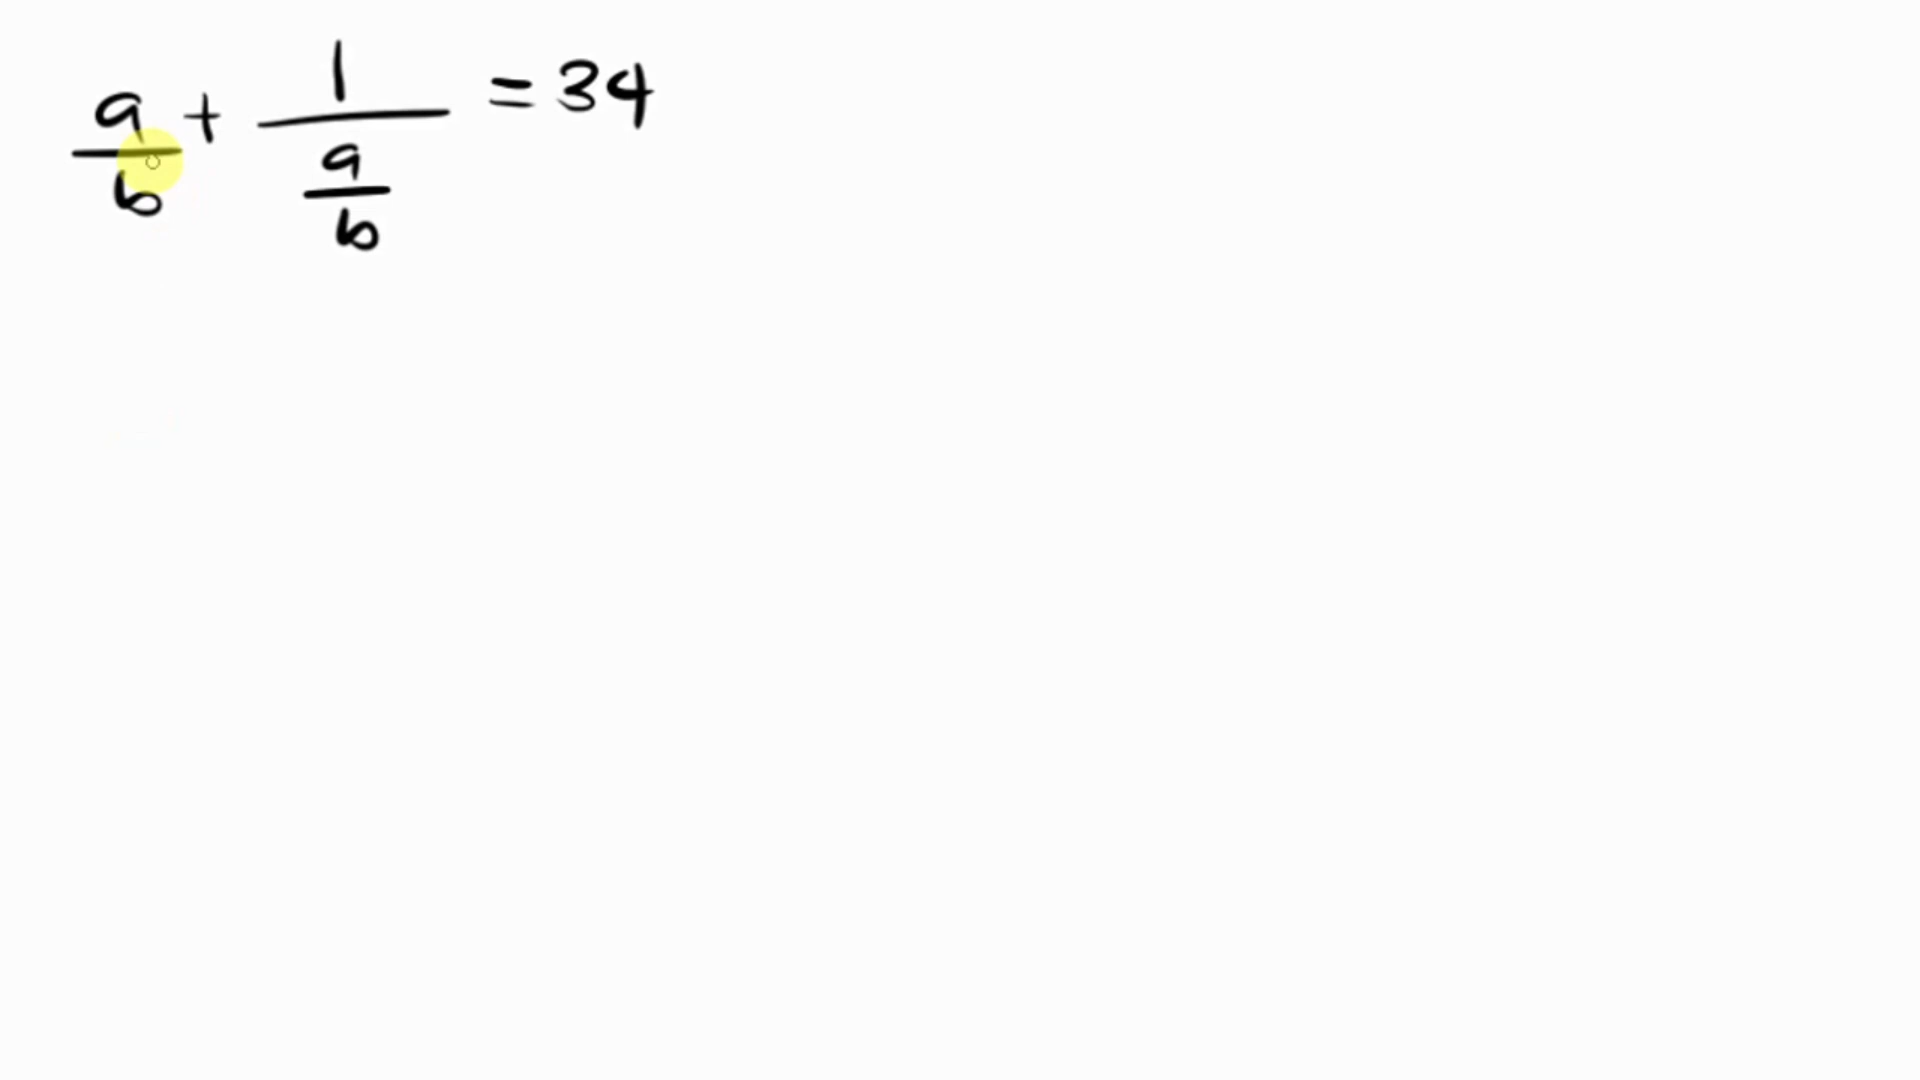 a/b + 1/(a/b) = 34